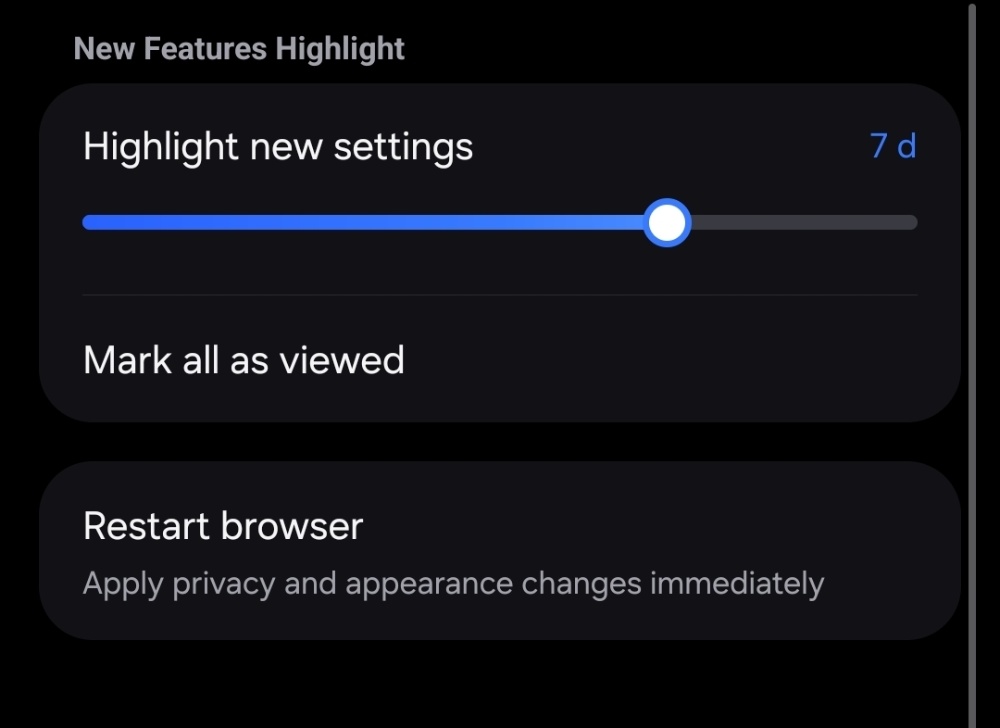 New Features Highlight
Highlight new settings
7 d
Mark all as viewed
Restart browser
Apply privacy and appearance changes immediately